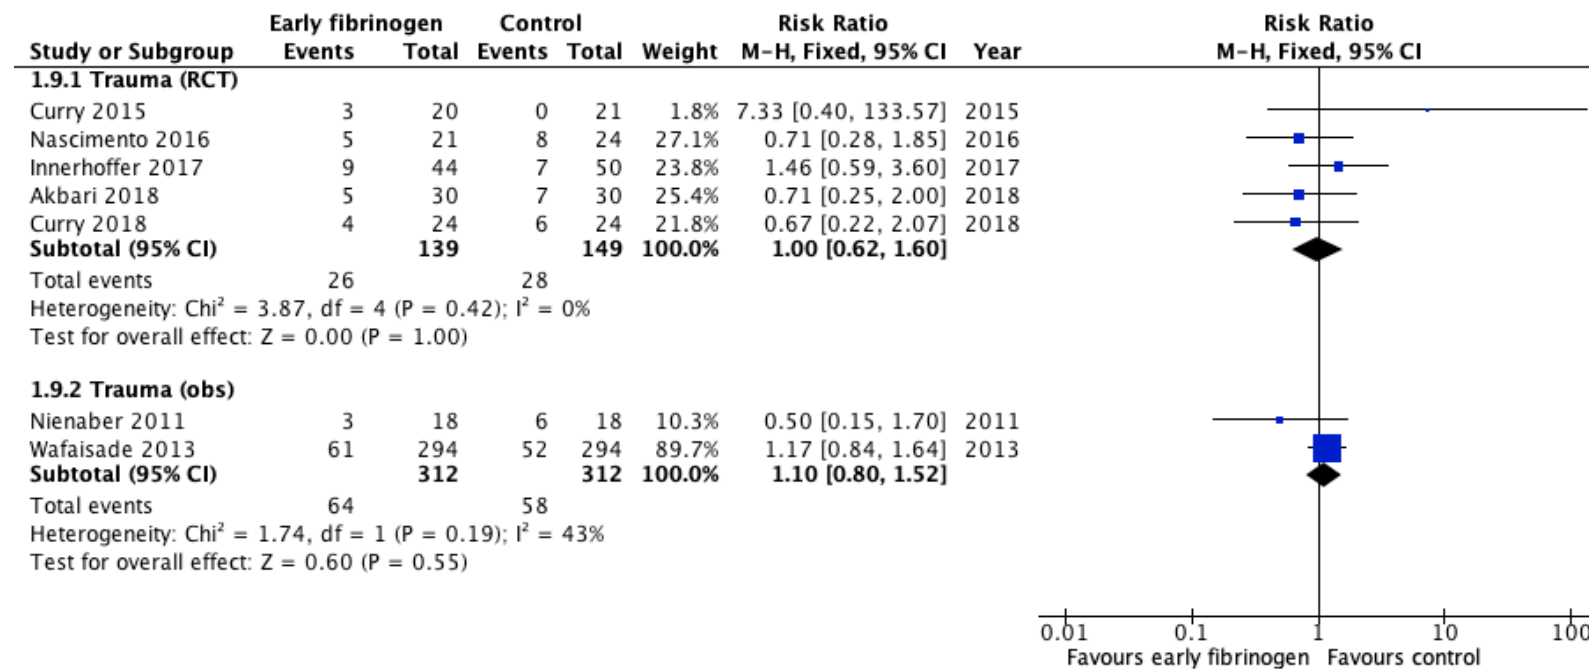 Early fibrinogen Control Risk Ratio Risk Ratio
Study or Subgroup Events Total Events Total Weight M-H, Fixed, 95% CI Year M-H, Fixed, 95% CI
1.9.1 Trauma (RCT)
Curry 2015 3 20 0 21 1.8% 7.33 [0.40, 133.57] 2015
Nascimento 2016 5 21 8 24 27.1% 0.71 [0.28, 1.85] 2016
Innerhoffer 2017 9 44 7 50 23.8% 1.46 [0.59, 3.60] 2017
Akbari 2018 5 30 7 30 25.4% 0.71 [0.25, 2.00] 2018
Curry 2018 4 24 6 24 21.8% 0.67 [0.22, 2.07] 2018
Subtotal (95% CI) 139 149 100.0% 1.00 [0.62, 1.60]
Total events 26 28
Heterogeneity: Chi² = 3.87, df = 4 (P = 0.42); I² = 0%
Test for overall effect: Z = 0.00 (P = 1.00)
1.9.2 Trauma (obs)
Nienaber 2011 3 18 6 18 10.3% 0.50 [0.15, 1.70] 2011
Wafaisade 2013 61 294 52 294 89.7% 1.17 [0.84, 1.64] 2013
Subtotal (95% CI) 312 312 100.0% 1.10 [0.80, 1.52]
Total events 64 58
Heterogeneity: Chi² = 1.74, df = 1 (P = 0.19); I² = 43%
Test for overall effect: Z = 0.60 (P = 0.55)
0.01 0.1 1 10 100
Favours early fibrinogen Favours control